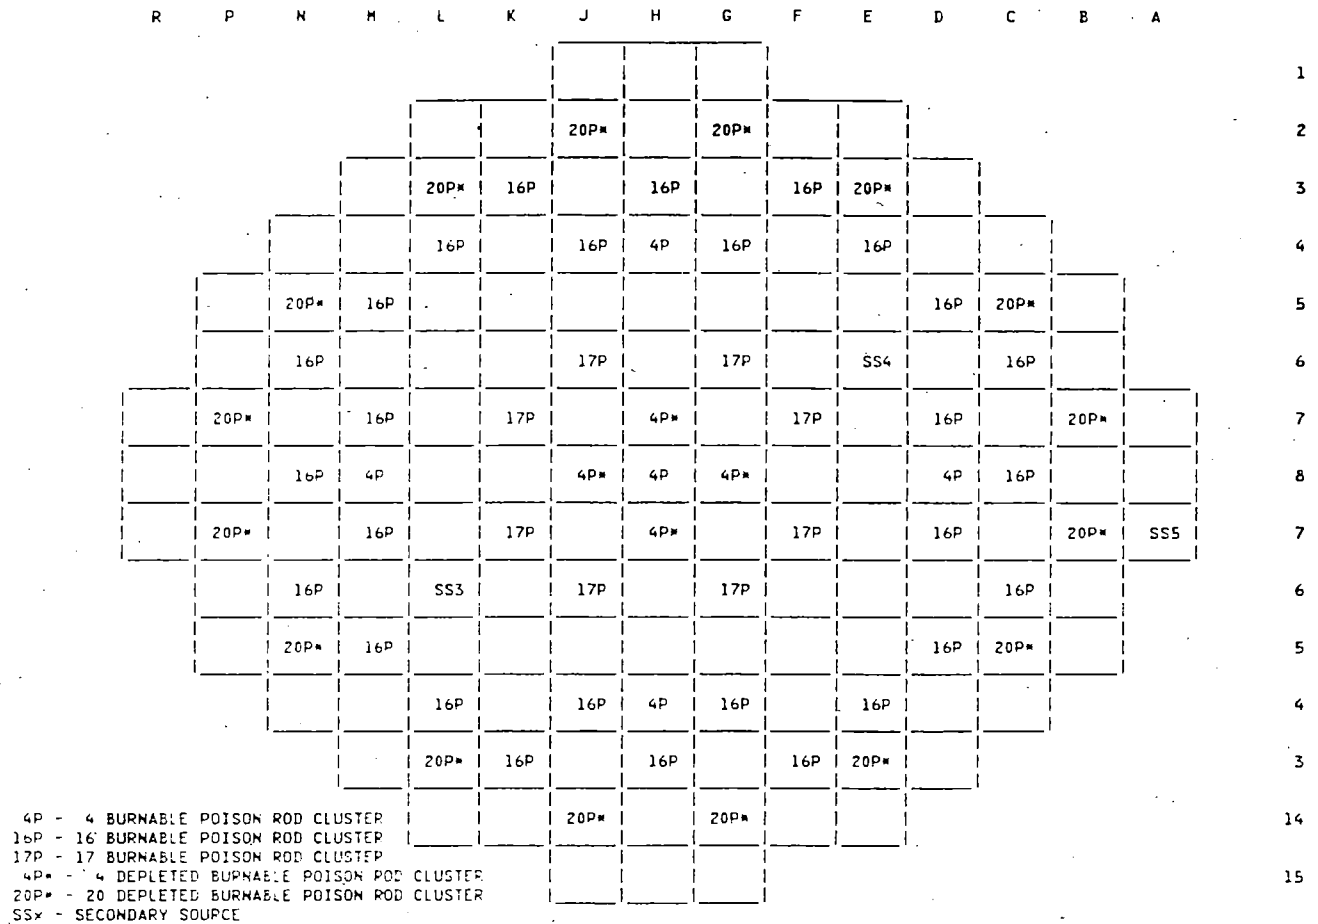 R P N M L K J H G F E D C B A
1
20P* 20P* 2
20P* 16P 16P 16P 20P* 3
16P 16P 4P 16P 16P 4
20P* 16P 16P 20P* 5
16P 17P 17P SS4 16P 6
20P* 16P 17P 4P* 17P 16P 20P* 7
16P 4P 4P* 4P 4P* 4P 16P 8
20P* 16P 17P 4P* 17P 16P 20P* SS5 7
16P SS3 17P 17P 16P 6
20P* 16P 16P 20P* 5
16P 16P 4P 16P 16P 4
20P* 16P 16P 16P 20P* 3
20P* 20P* 14
4P - 4 BURNABLE POISON ROD CLUSTER
16P - 16 BURNABLE POISON ROD CLUSTER
17P - 17 BURNABLE POISON ROD CLUSTER
4P* - 4 DEPLETED BURNABLE POISON ROD CLUSTER
15
20P* - 20 DEPLETED BURNABLE POISON ROD CLUSTER
SSx - SECONDARY SOURCE